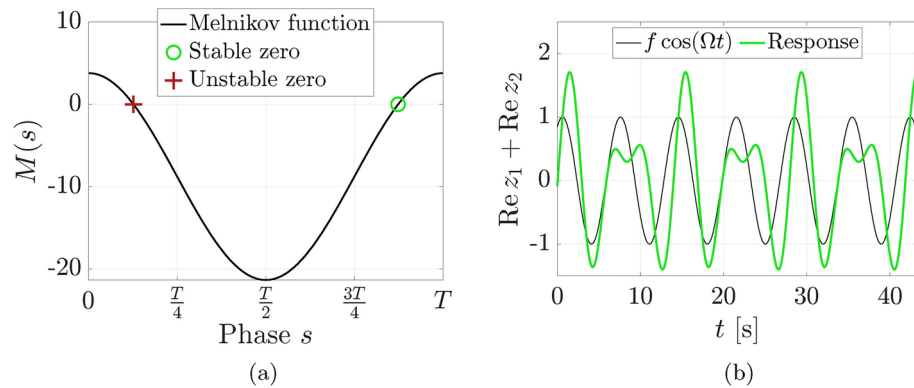 10
0
-10
-20
M(s)
Melnikov function
Stable zero
Unstable zero
0
T/4
T/2
3T/4
T
Phase s
(a)
2
1
0
-1
Re z₁ + Re z₂
f cos(Ωt)
Response
0
10
20
30
40
t [s]
(b)